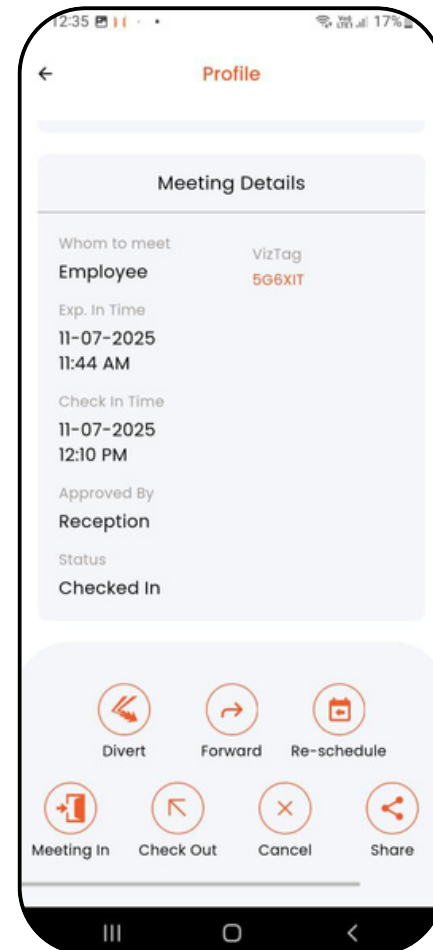 12:35 17%
Profile
Meeting Details
Whom to meet
Employee
VizTag
5G6XIT
Exp. In Time
11-07-2025
11:44 AM
Check In Time
11-07-2025
12:10 PM
Approved By
Reception
Status
Checked In
Divert Forward Re-schedule
Meeting In Check Out Cancel Share